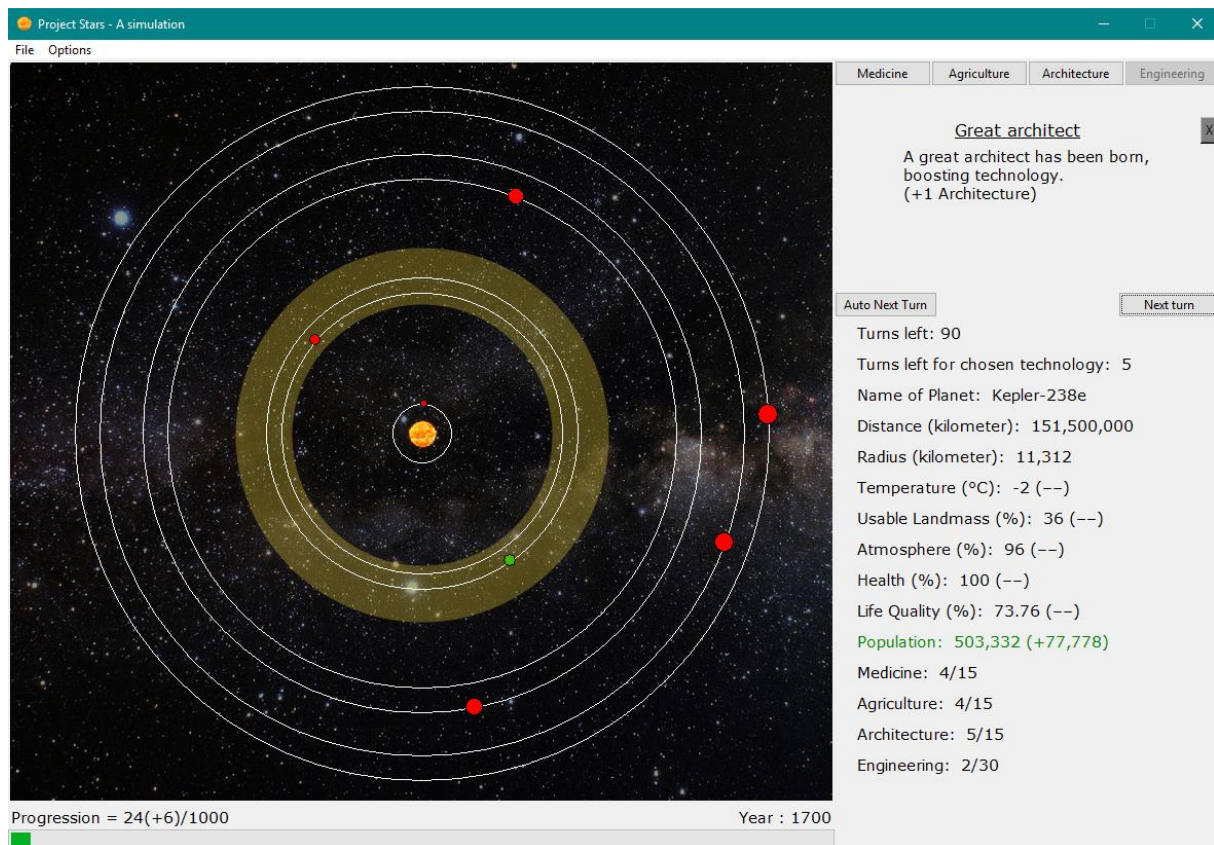 Project Stars - A simulation
File Options
Medicine Agriculture Architecture Engineering
Great architect
X
A great architect has been born,
boosting technology.
(+1 Architecture)
Auto Next Turn Next turn
Turns left: 90
Turns left for chosen technology: 5
Name of Planet: Kepler-238e
Distance (kilometer): 151,500,000
Radius (kilometer): 11,312
Temperature (°C): -2 (−−)
Usable Landmass (%): 36 (−−)
Atmosphere (%): 96 (−−)
Health (%): 100 (−−)
Life Quality (%): 73.76 (−−)
Population: 503,332 (+77,778)
Medicine: 4/15
Agriculture: 4/15
Architecture: 5/15
Engineering: 2/30
Progression = 24(+6)/1000
Year : 1700